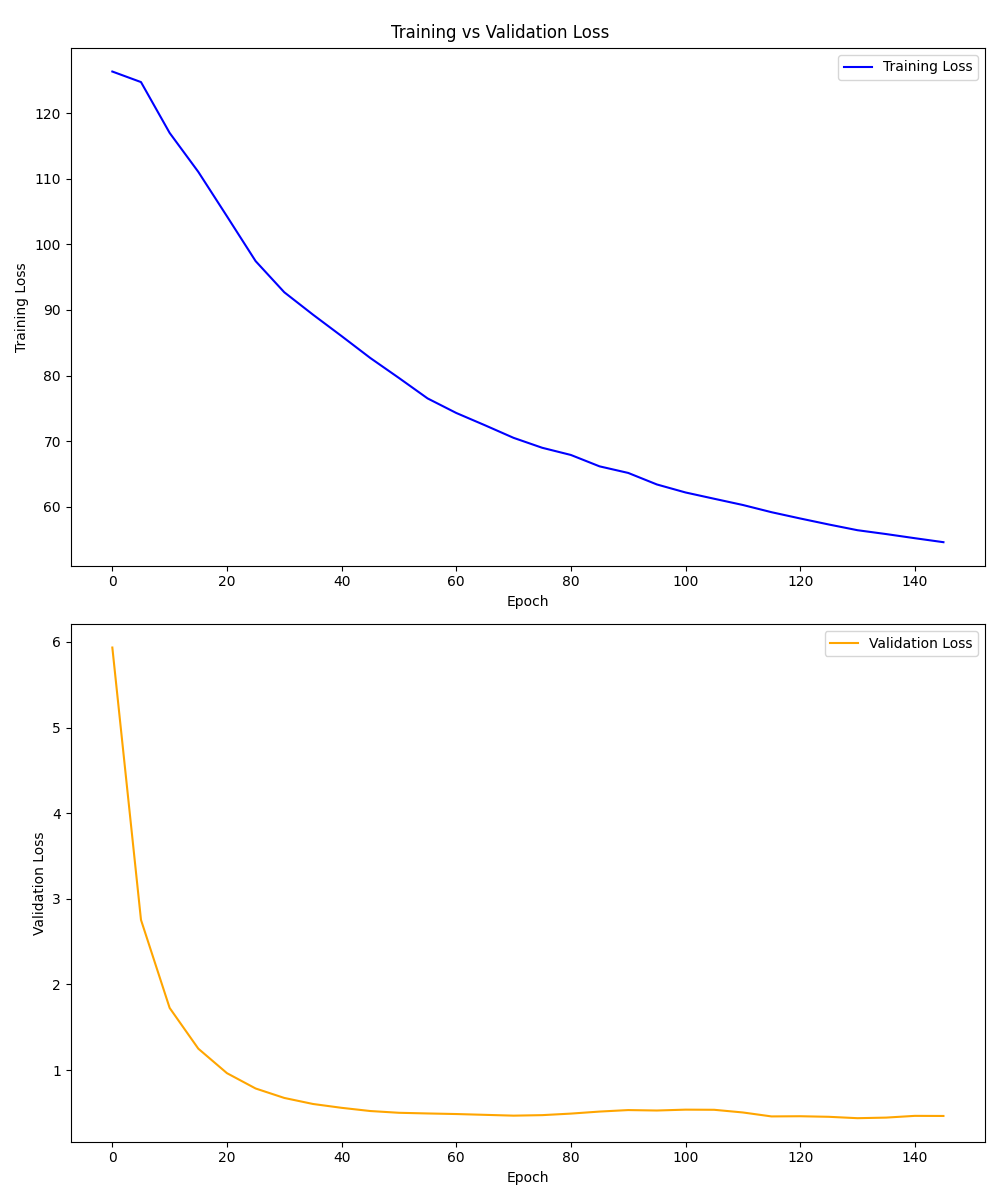 Training vs Validation Loss
Training Loss
120
110
100
90
80
70
60
Training Loss
0 20 40 60 80 100 120 140
Epoch
Validation Loss
6
5
4
3
2
1
Validation Loss
0 20 40 60 80 100 120 140
Epoch